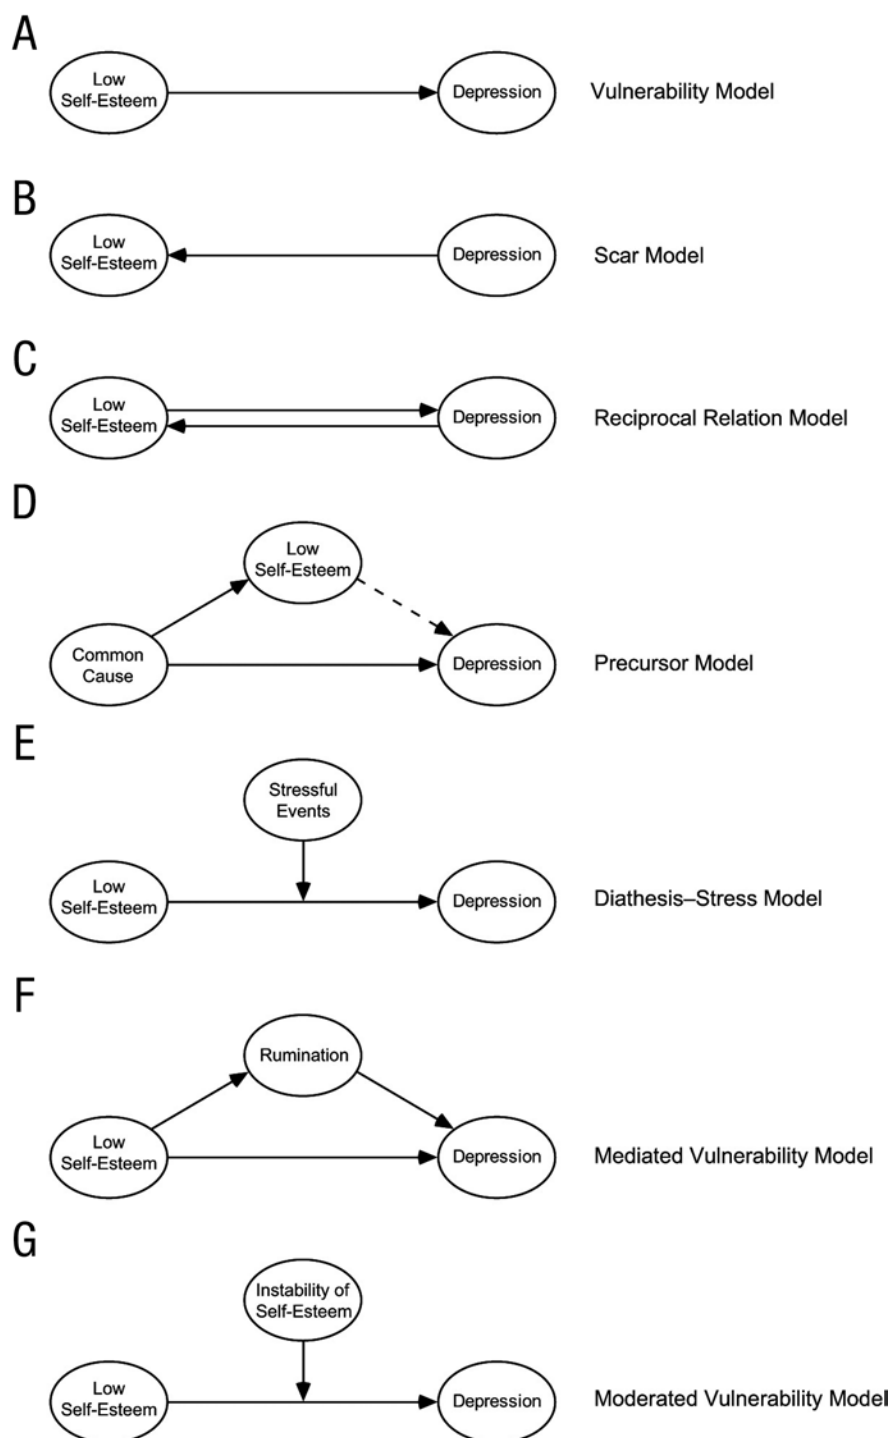 A
Low
Self-Esteem
Depression
Vulnerability Model
B
Low
Self-Esteem
Depression
Scar Model
C
Low
Self-Esteem
Depression
Reciprocal Relation Model
D
Low
Self-Esteem
Common
Cause
Depression
Precursor Model
E
Stressful
Events
Low
Self-Esteem
Depression
Diathesis–Stress Model
F
Rumination
Low
Self-Esteem
Depression
Mediated Vulnerability Model
G
Instability of
Self-Esteem
Low
Self-Esteem
Depression
Moderated Vulnerability Model